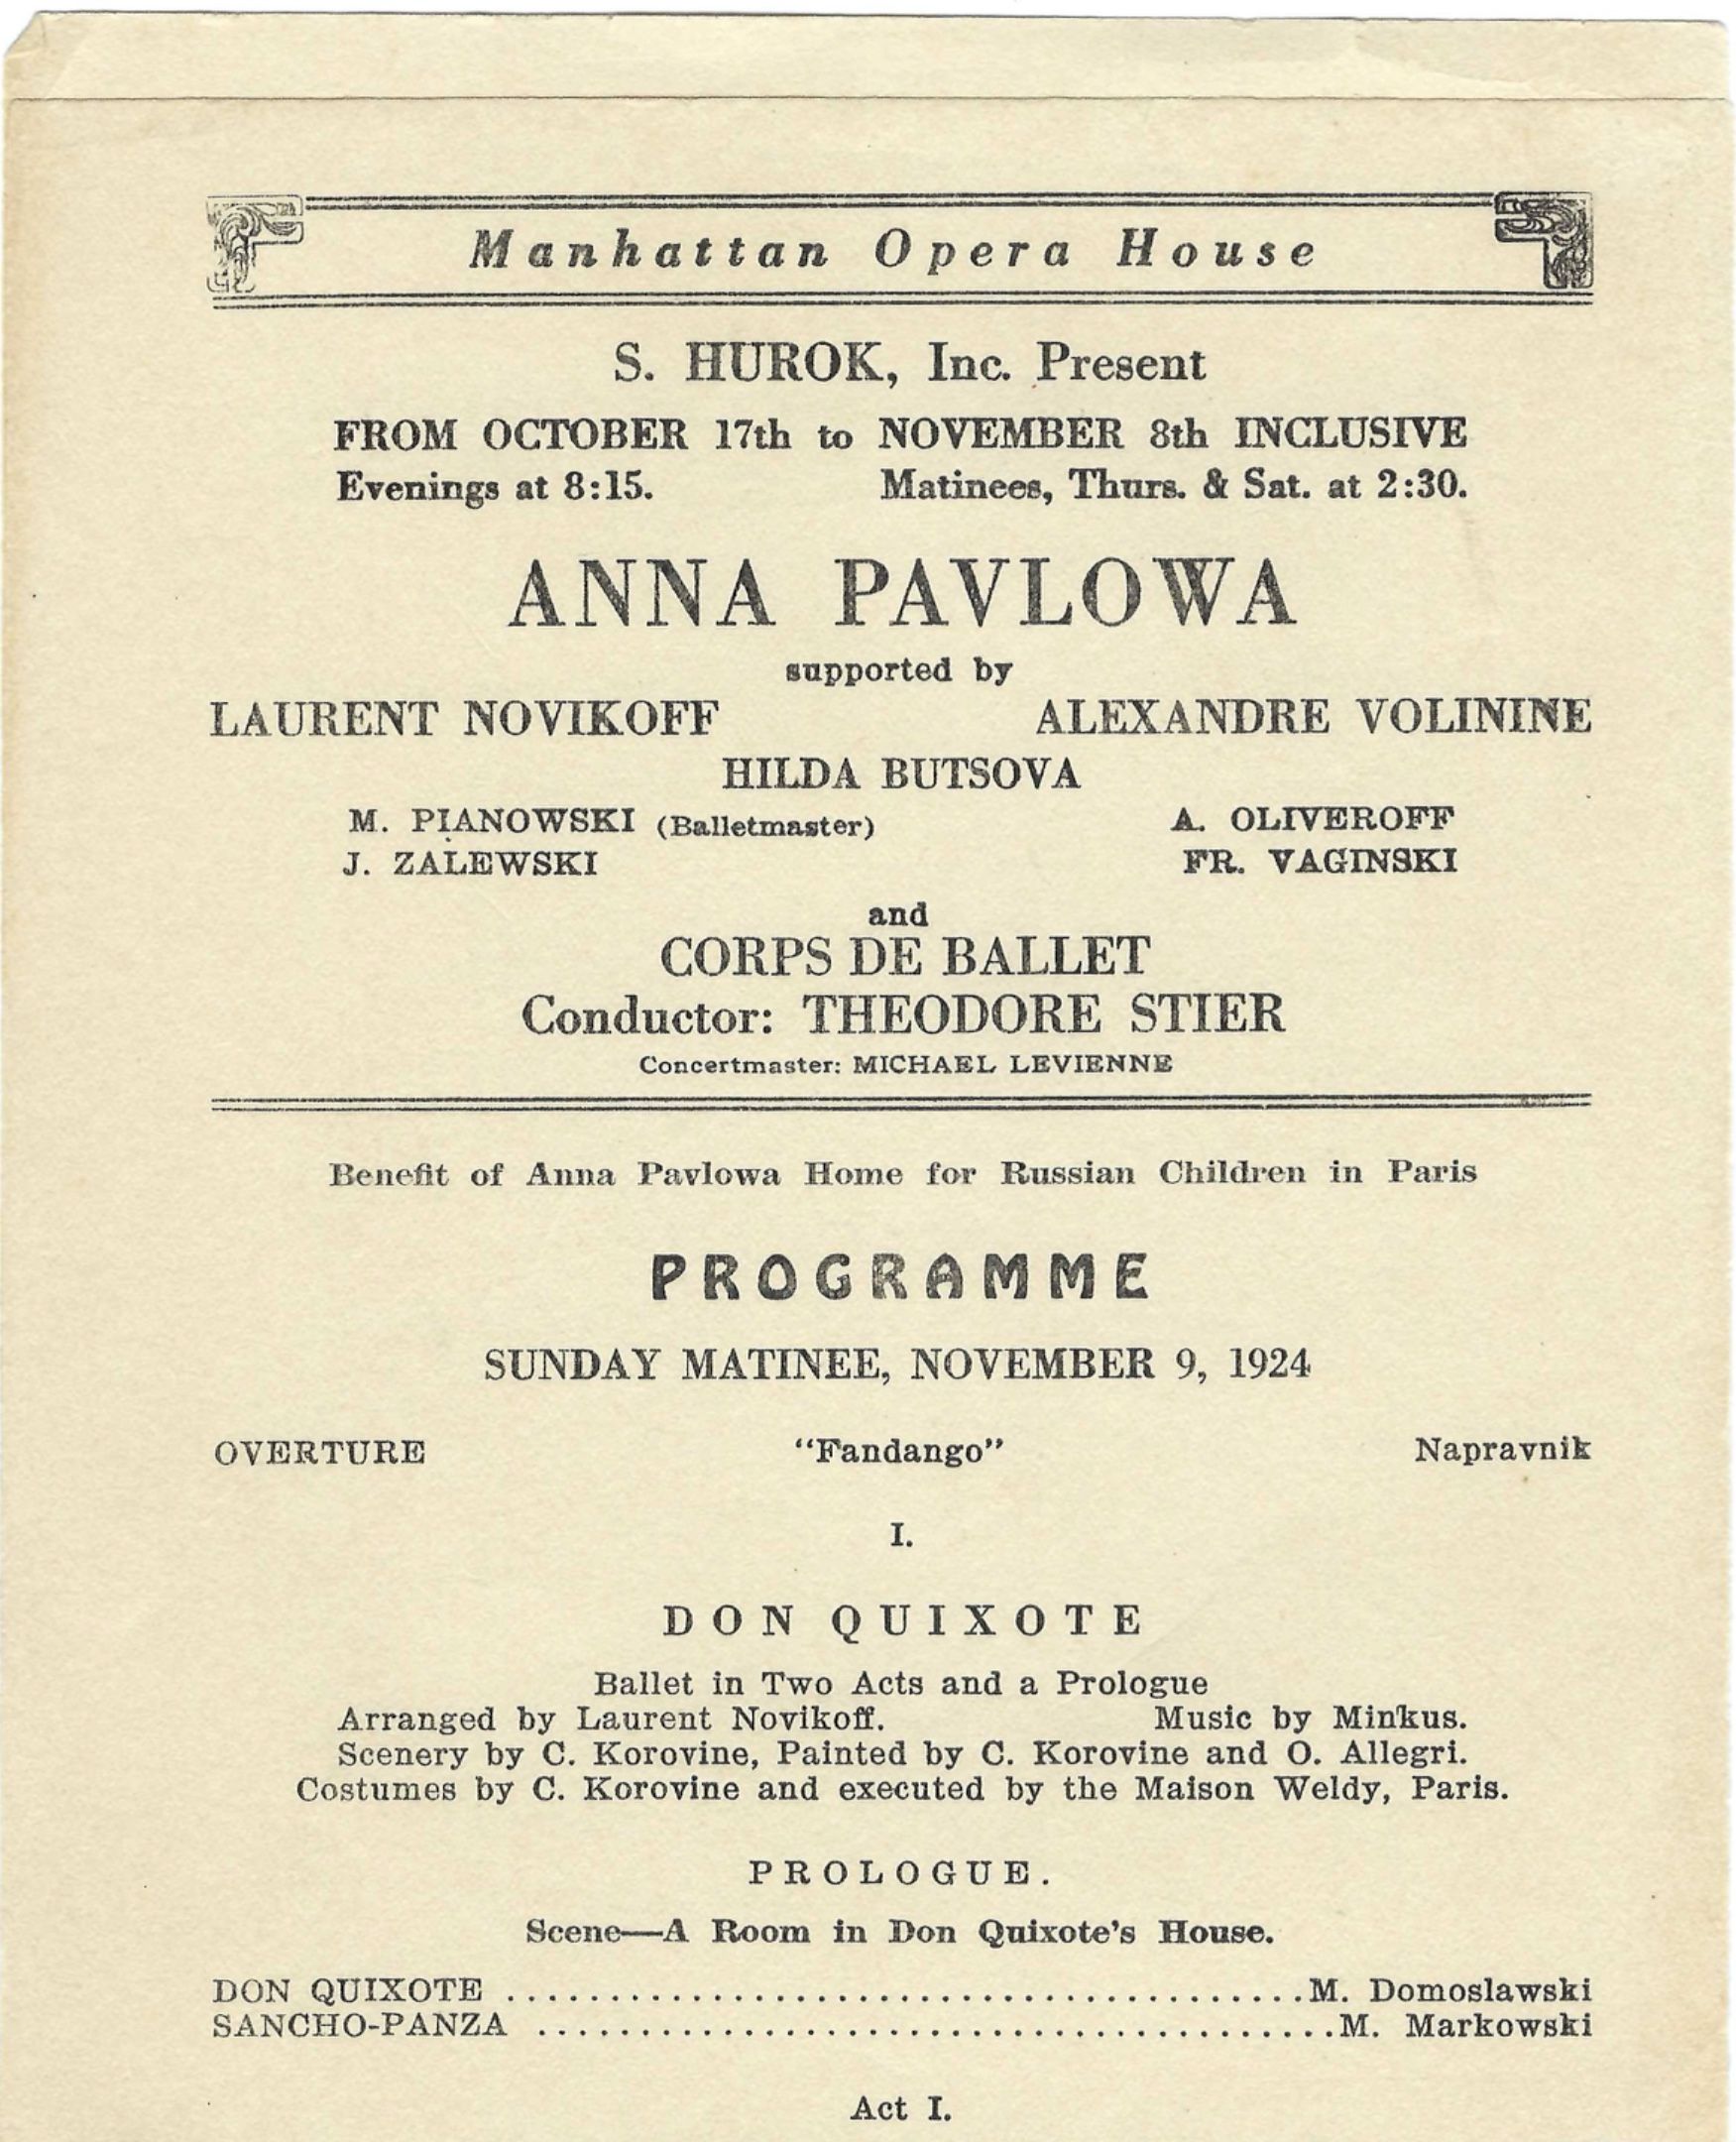 Manhattan Opera House
S. HUROK, Inc. Present
FROM OCTOBER 17th to NOVEMBER 8th INCLUSIVE
Evenings at 8:15. Matinees, Thurs. & Sat. at 2:30.
ANNA PAVLOWA
supported by
LAURENT NOVIKOFF ALEXANDRE VOLININE
HILDA BUTSOVA
M. PIANOWSKI (Balletmaster) A. OLIVEROFF
J. ZALEWSKI FR. VAGINSKI
and
CORPS DE BALLET
Conductor: THEODORE STIER
Concertmaster: MICHAEL LEVIENNE
Benefit of Anna Pavlowa Home for Russian Children in Paris
PROGRAMME
SUNDAY MATINEE, NOVEMBER 9, 1924
OVERTURE “Fandango” Napravnik
I.
DON QUIXOTE
Ballet in Two Acts and a Prologue
Arranged by Laurent Novikoff. Music by Minkus.
Scenery by C. Korovine, Painted by C. Korovine and O. Allegri.
Costumes by C. Korovine and executed by the Maison Weldy, Paris.
PROLOGUE.
Scene—A Room in Don Quixote's House.
DON QUIXOTE .......................................M. Domoslawski
SANCHO-PANZA .......................................M. Markowski
Act I.